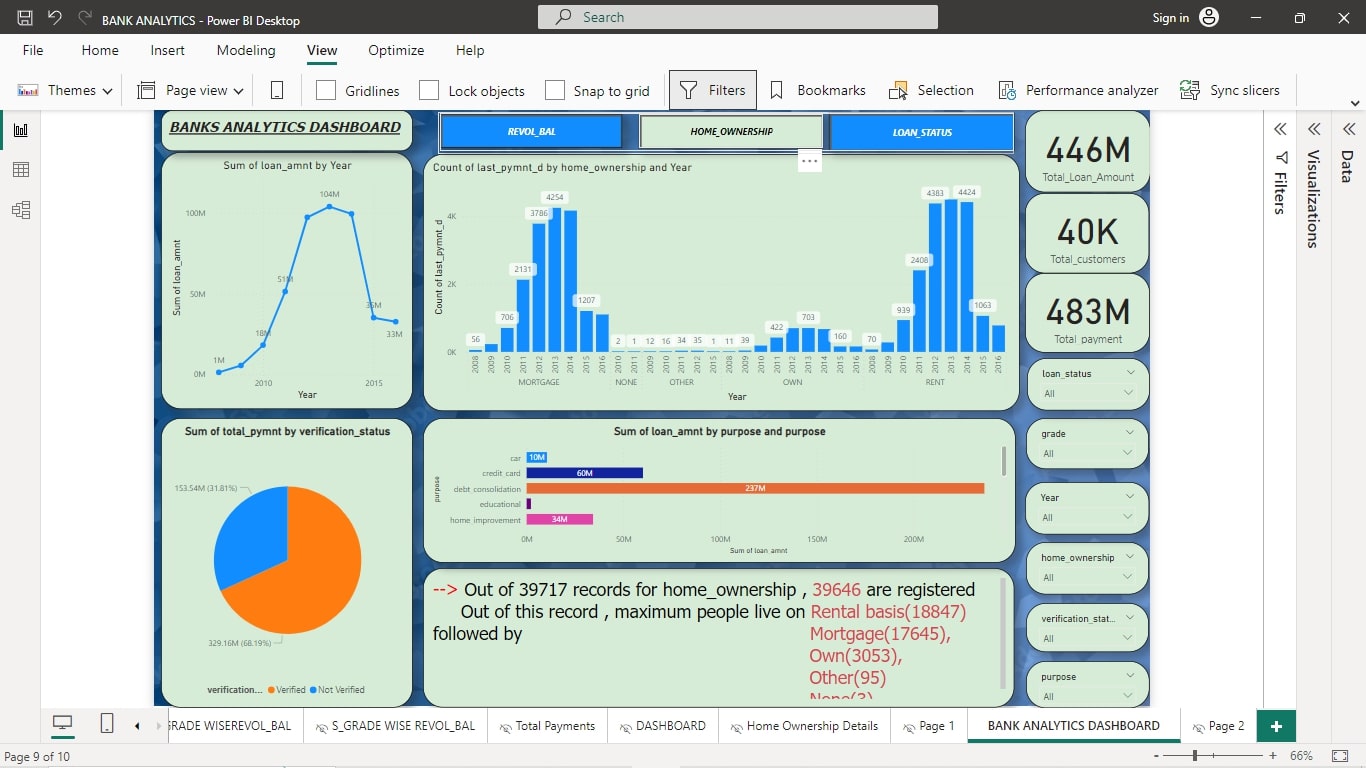 BANK ANALYTICS - Power BI Desktop
Search
Sign in
File Home Insert Modeling View Optimize Help
Themes Page view Gridlines Lock objects Snap to grid Filters Bookmarks Selection Performance analyzer Sync slicers
BANKS ANALYTICS DASHBOARD
REVOL_BAL HOME_OWNERSHIP LOAN_STATUS
Sum of loan_amnt by Year
104M
100M
51M
50M
35M
18M
33M
1M
0M
2010 2015
Year
Sum of loan_amnt
Count of last_pymnt_d by home_ownership and Year
Count of last_pymnt_d
4K
2K
0K
56 706 2131 3786 4254 1207 2 1 12 16 34 35 1 11 39 422 703 160 70 939 2408 4383 4424 1063
2008 2009 2010 2011 2012 2013 2014 2015 2016 2010 2011 2008 2009 2010 2011 2012 2015 2008 2009 2010 2011 2012 2013 2014 2015 2016 2008 2009 2010 2011 2012 2013 2014 2015 2016
MORTGAGE NONE OTHER OWN RENT
Year
446M
Total_Loan_Amount
40K
Total_customers
483M
Total payment
loan_status
All
grade
All
Year
All
home_ownership
All
verification_stat...
All
purpose
All
Filters
Visualizations
Data
Sum of total_pymnt by verification_status
153.54M (31.81%)
329.16M (68.19%)
verification... Verified Not Verified
Sum of loan_amnt by purpose and purpose
purpose
car 10M
credit card 60M
debt consolidation 237M
educational
home improvement 34M
0M 50M 100M 150M 200M
Sum of loan_amnt
--> Out of 39717 records for home_ownership , 39646 are registered
Out of this record , maximum people live on Rental basis(18847)
followed by Mortgage(17645),
Own(3053),
Other(95)
None(3)
GRADE WISEREVOL_BAL S_GRADE WISE REVOL_BAL Total Payments DASHBOARD Home Ownership Details Page 1 BANK ANALYTICS DASHBOARD Page 2
Page 9 of 10
66%